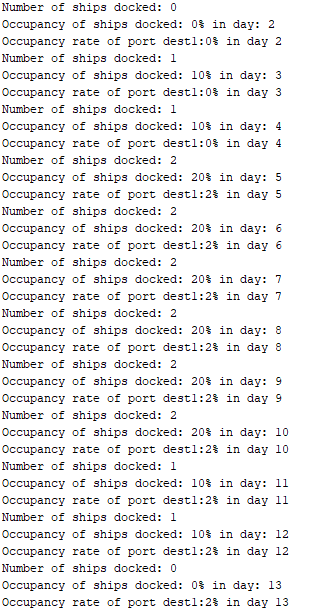 Number of ships docked: 0
Occupancy of ships docked: 0% in day: 2
Occupancy rate of port dest1:0% in day 2
Number of ships docked: 1
Occupancy of ships docked: 10% in day: 3
Occupancy rate of port dest1:0% in day 3
Number of ships docked: 1
Occupancy of ships docked: 10% in day: 4
Occupancy rate of port dest1:0% in day 4
Number of ships docked: 2
Occupancy of ships docked: 20% in day: 5
Occupancy rate of port dest1:2% in day 5
Number of ships docked: 2
Occupancy of ships docked: 20% in day: 6
Occupancy rate of port dest1:2% in day 6
Number of ships docked: 2
Occupancy of ships docked: 20% in day: 7
Occupancy rate of port dest1:2% in day 7
Number of ships docked: 2
Occupancy of ships docked: 20% in day: 8
Occupancy rate of port dest1:2% in day 8
Number of ships docked: 2
Occupancy of ships docked: 20% in day: 9
Occupancy rate of port dest1:2% in day 9
Number of ships docked: 2
Occupancy of ships docked: 20% in day: 10
Occupancy rate of port dest1:2% in day 10
Number of ships docked: 1
Occupancy of ships docked: 10% in day: 11
Occupancy rate of port dest1:2% in day 11
Number of ships docked: 1
Occupancy of ships docked: 10% in day: 12
Occupancy rate of port dest1:2% in day 12
Number of ships docked: 0
Occupancy of ships docked: 0% in day: 13
Occupancy rate of port dest1:2% in day 13